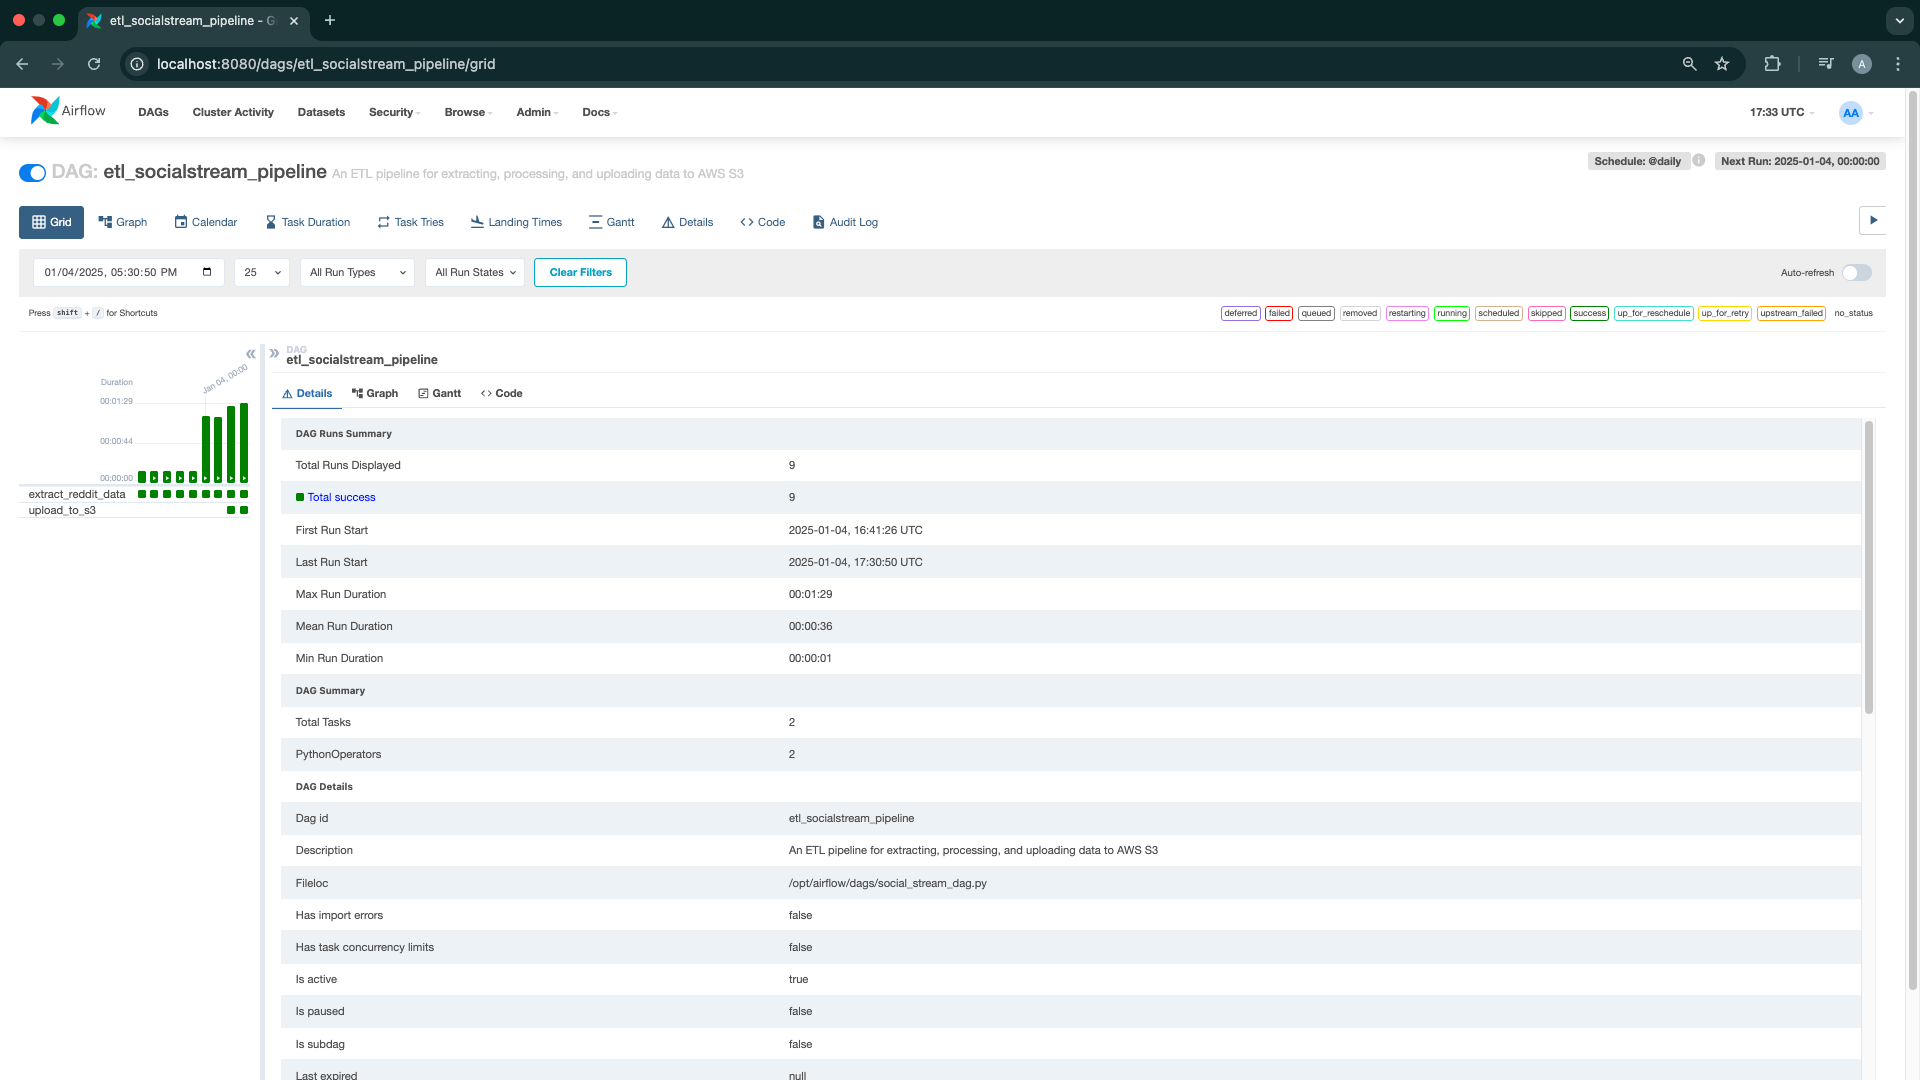 etl_socialstream_pipeline - G
localhost:8080/dags/etl_socialstream_pipeline/grid
A
Airflow
DAGs
Cluster Activity
Datasets
Security
Browse
Admin
Docs
17:33 UTC
AA
DAG: etl_socialstream_pipeline An ETL pipeline for extracting, processing, and uploading data to AWS S3
Schedule: @daily
Next Run: 2025-01-04, 00:00:00
Grid
Graph
Calendar
Task Duration
Task Tries
Landing Times
Gantt
Details
Code
Audit Log
01/04/2025, 05:30:50 PM
25
All Run Types
All Run States
Clear Filters
Auto-refresh
Press shift + / for Shortcuts
deferred
failed
queued
removed
restarting
running
scheduled
skipped
success
up_for_reschedule
up_for_retry
upstream_failed
no_status
Duration
Jan 04, 00:00
00:01:29
00:00:44
00:00:00
extract_reddit_data
upload_to_s3
DAG
etl_socialstream_pipeline
Details
Graph
Gantt
Code
DAG Runs Summary
Total Runs Displayed 9
Total success 9
First Run Start 2025-01-04, 16:41:26 UTC
Last Run Start 2025-01-04, 17:30:50 UTC
Max Run Duration 00:01:29
Mean Run Duration 00:00:36
Min Run Duration 00:00:01
DAG Summary
Total Tasks 2
PythonOperators 2
DAG Details
Dag id etl_socialstream_pipeline
Description An ETL pipeline for extracting, processing, and uploading data to AWS S3
Fileloc /opt/airflow/dags/social_stream_dag.py
Has import errors false
Has task concurrency limits false
Is active true
Is paused false
Is subdag false
Last expired null